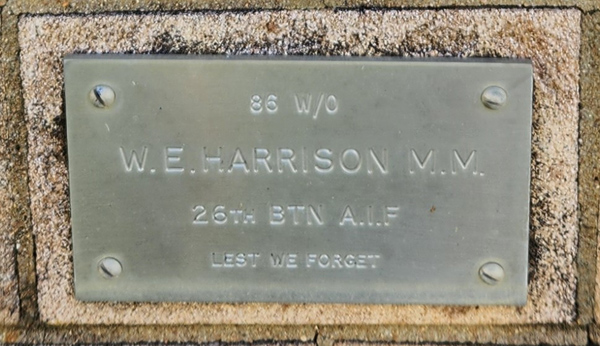 86 W/O
W.E. HARRISON M.M.
26TH BTN A.I.F
LEST WE FORGET